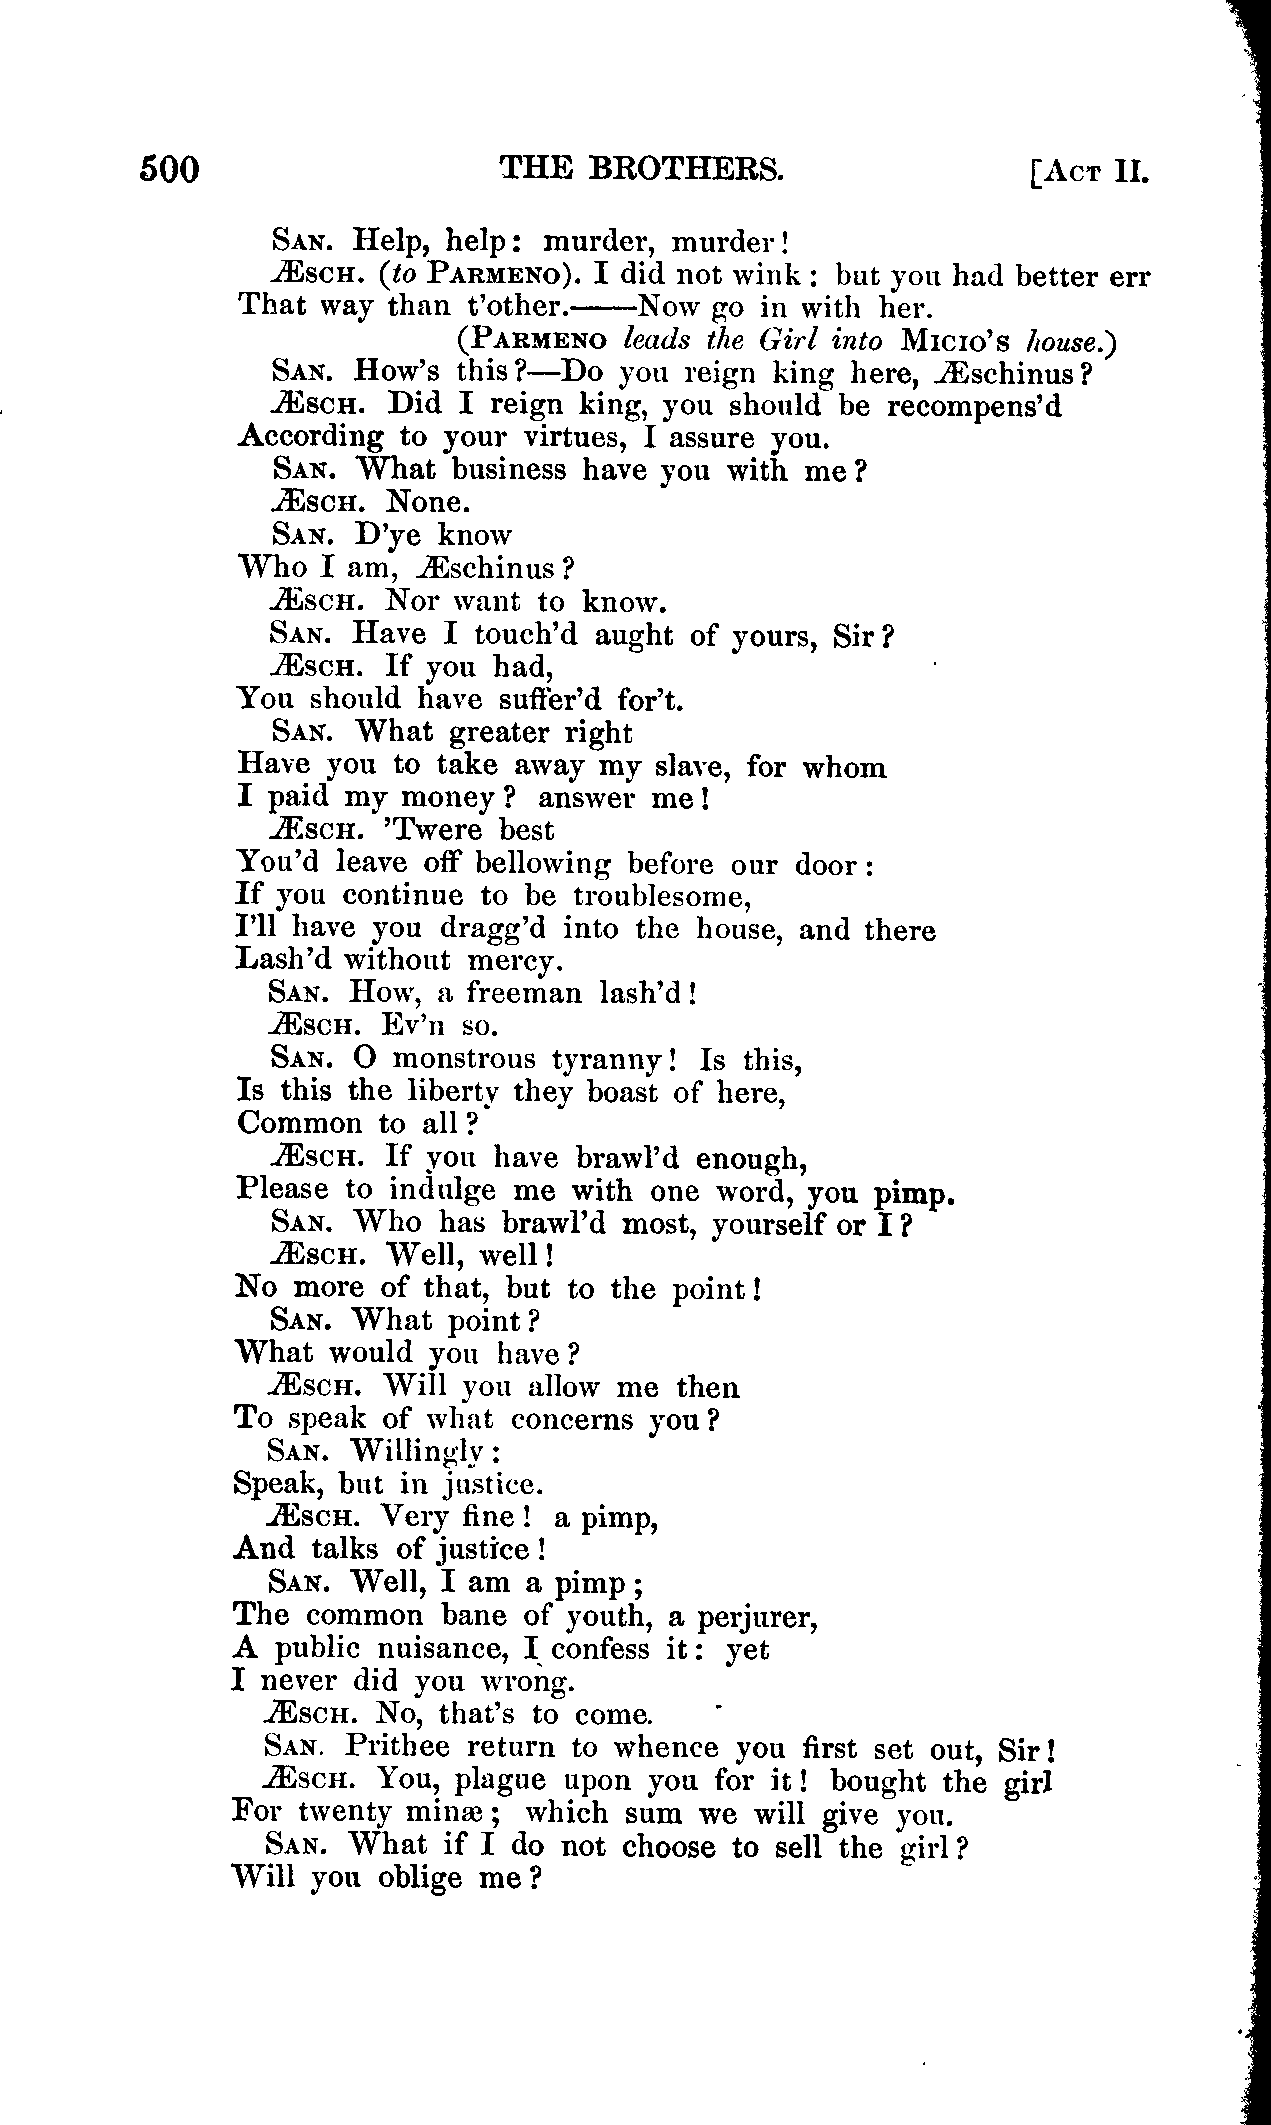 500 THE BROTHERS. [ACT II.
SAN. Help, help: murder, murder!
ÆSCH. (to PARMENO). I did not wink: but you had better err
That way than t'other.——Now go in with her.
(PARMENO leads the Girl into MICIO'S house.)
SAN. How's this?—Do you reign king here, Æschinus?
ÆSCH. Did I reign king, you should be recompens'd
According to your virtues, I assure you.
SAN. What business have you with me?
ÆSCH. None.
SAN. D'ye know
Who I am, Æschinus?
ÆSCH. Nor want to know.
SAN. Have I touch'd aught of yours, Sir?
ÆSCH. If you had,
You should have suffer'd for't.
SAN. What greater right
Have you to take away my slave, for whom
I paid my money? answer me!
ÆSCH. 'Twere best
You'd leave off bellowing before our door:
If you continue to be troublesome,
I'll have you dragg'd into the house, and there
Lash'd without mercy.
SAN. How, a freeman lash'd!
ÆSCH. Ev'n so.
SAN. O monstrous tyranny! Is this,
Is this the liberty they boast of here,
Common to all?
ÆSCH. If you have brawl'd enough,
Please to indulge me with one word, you pimp.
SAN. Who has brawl'd most, yourself or I?
ÆSCH. Well, well!
No more of that, but to the point!
SAN. What point?
What would you have?
ÆSCH. Will you allow me then
To speak of what concerns you?
SAN. Willingly:
Speak, but in justice.
ÆSCH. Very fine! a pimp,
And talks of justice!
SAN. Well, I am a pimp;
The common bane of youth, a perjurer,
A public nuisance, I confess it: yet
I never did you wrong.
ÆSCH. No, that's to come.
SAN. Prithee return to whence you first set out, Sir!
ÆSCH. You, plague upon you for it! bought the girl
For twenty minæ; which sum we will give you.
SAN. What if I do not choose to sell the girl?
Will you oblige me?